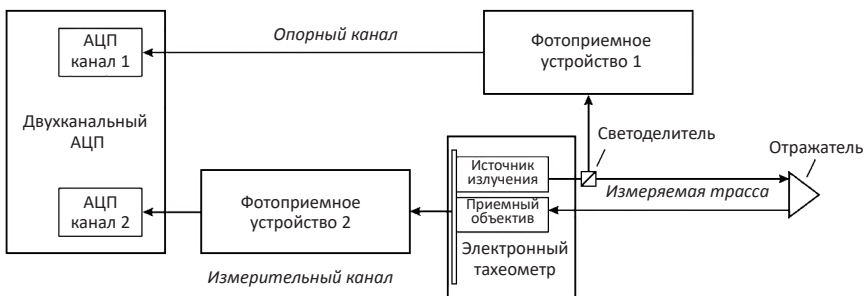 АЦП
канал 1
Опорный канал
Фотоприемное
устройство 1
Двухканальный
АЦП
Светоделитель
Отражатель
Источник
излучения
Измеряемая трасса
АЦП
канал 2
Фотоприемное
устройство 2
Приемный
объектив
Электронный
тахеометр
Измерительный канал